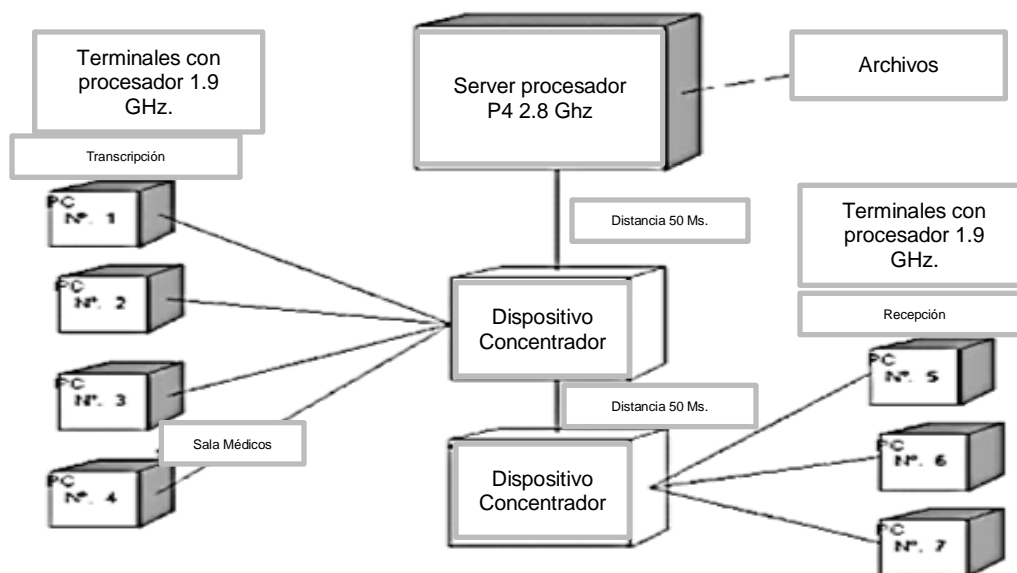 Terminales con
procesador 1.9
GHz.
Transcripción
Server procesador
P4 2.8 Ghz
Archivos
PC
Nº. 1
PC
Nº. 2
PC
Nº. 3
Sala Médicos
PC
Nº. 4
Distancia 50 Ms.
Dispositivo
Concentrador
Distancia 50 Ms.
Dispositivo
Concentrador
Terminales con
procesador 1.9
GHz.
Recepción
PC
Nº. 5
PC
Nº. 6
PC
Nº. 7